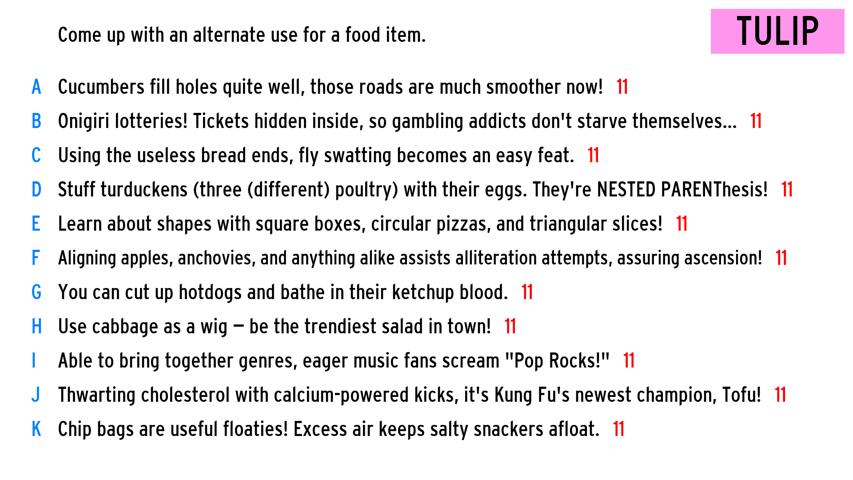 Come up with an alternate use for a food item.
TULIP
A Cucumbers fill holes quite well, those roads are much smoother now! 11
B Onigiri lotteries! Tickets hidden inside, so gambling addicts don't starve themselves... 11
C Using the useless bread ends, fly swatting becomes an easy feat. 11
D Stuff turduckens (three (different) poultry) with their eggs. They're NESTED PARENThesis! 11
E Learn about shapes with square boxes, circular pizzas, and triangular slices! 11
F Aligning apples, anchovies, and anything alike assists alliteration attempts, assuring ascension! 11
G You can cut up hotdogs and bathe in their ketchup blood. 11
H Use cabbage as a wig – be the trendiest salad in town! 11
I Able to bring together genres, eager music fans scream "Pop Rocks!" 11
J Thwarting cholesterol with calcium-powered kicks, it's Kung Fu's newest champion, Tofu! 11
K Chip bags are useful floaties! Excess air keeps salty snackers afloat. 11